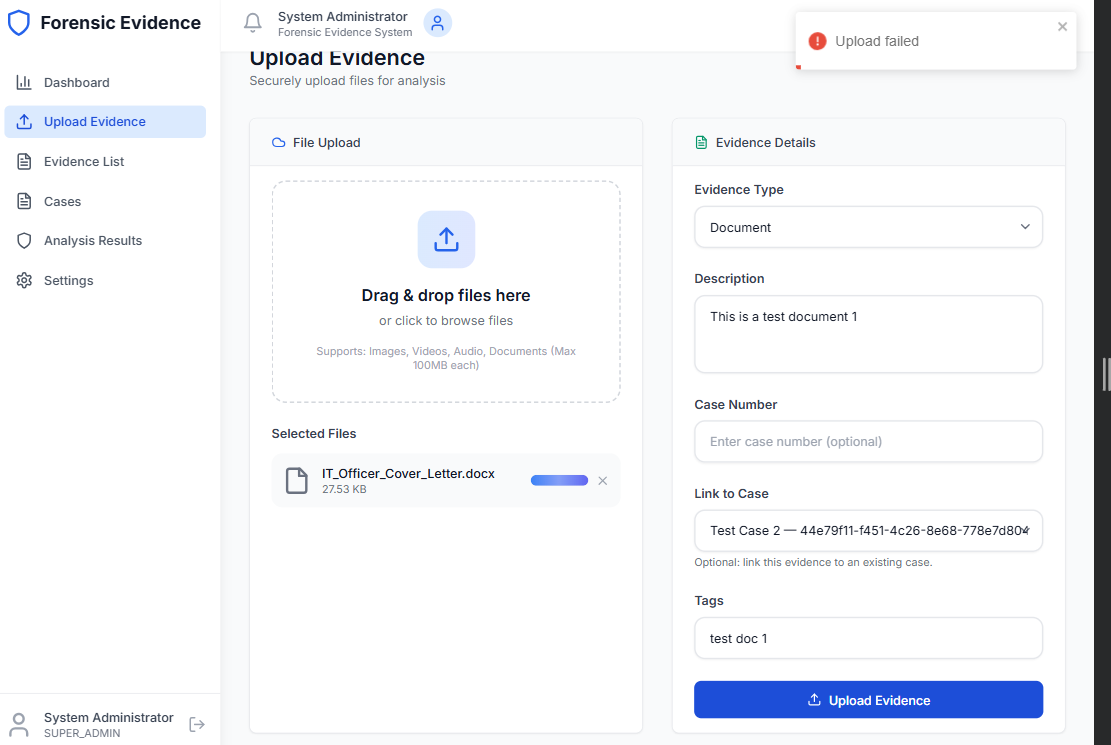 Forensic Evidence
System Administrator
Forensic Evidence System
Upload failed
Dashboard
Upload Evidence
Evidence List
Cases
Analysis Results
Settings
Upload Evidence
Securely upload files for analysis
File Upload
Drag & drop files here
or click to browse files
Supports: Images, Videos, Audio, Documents (Max
100MB each)
Selected Files
IT_Officer_Cover_Letter.docx
27.53 KB
Evidence Details
Evidence Type
Document
Description
This is a test document 1
Case Number
Enter case number (optional)
Link to Case
Test Case 2 — 44e79f11-f451-4c26-8e68-778e7d804
Optional: link this evidence to an existing case.
Tags
test doc 1
Upload Evidence
System Administrator
SUPER_ADMIN